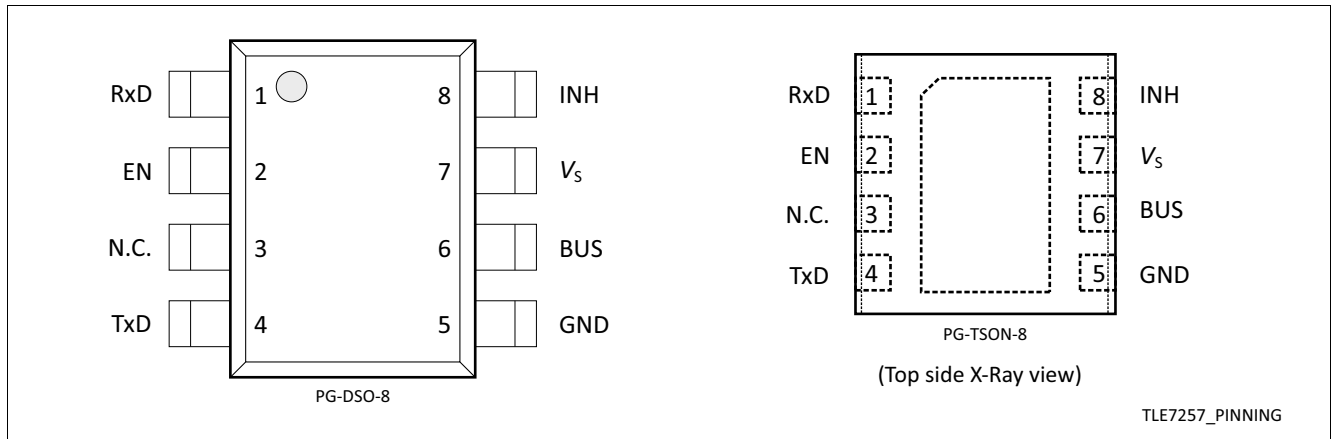 RxD 1 8 INH
EN 2 7 VS
N.C. 3 6 BUS
TxD 4 5 GND
PG-DSO-8
RxD 1 8 INH
EN 2 7 VS
N.C. 3 6 BUS
TxD 4 5 GND
PG-TSON-8
(Top side X-Ray view)
TLE7257_PINNING